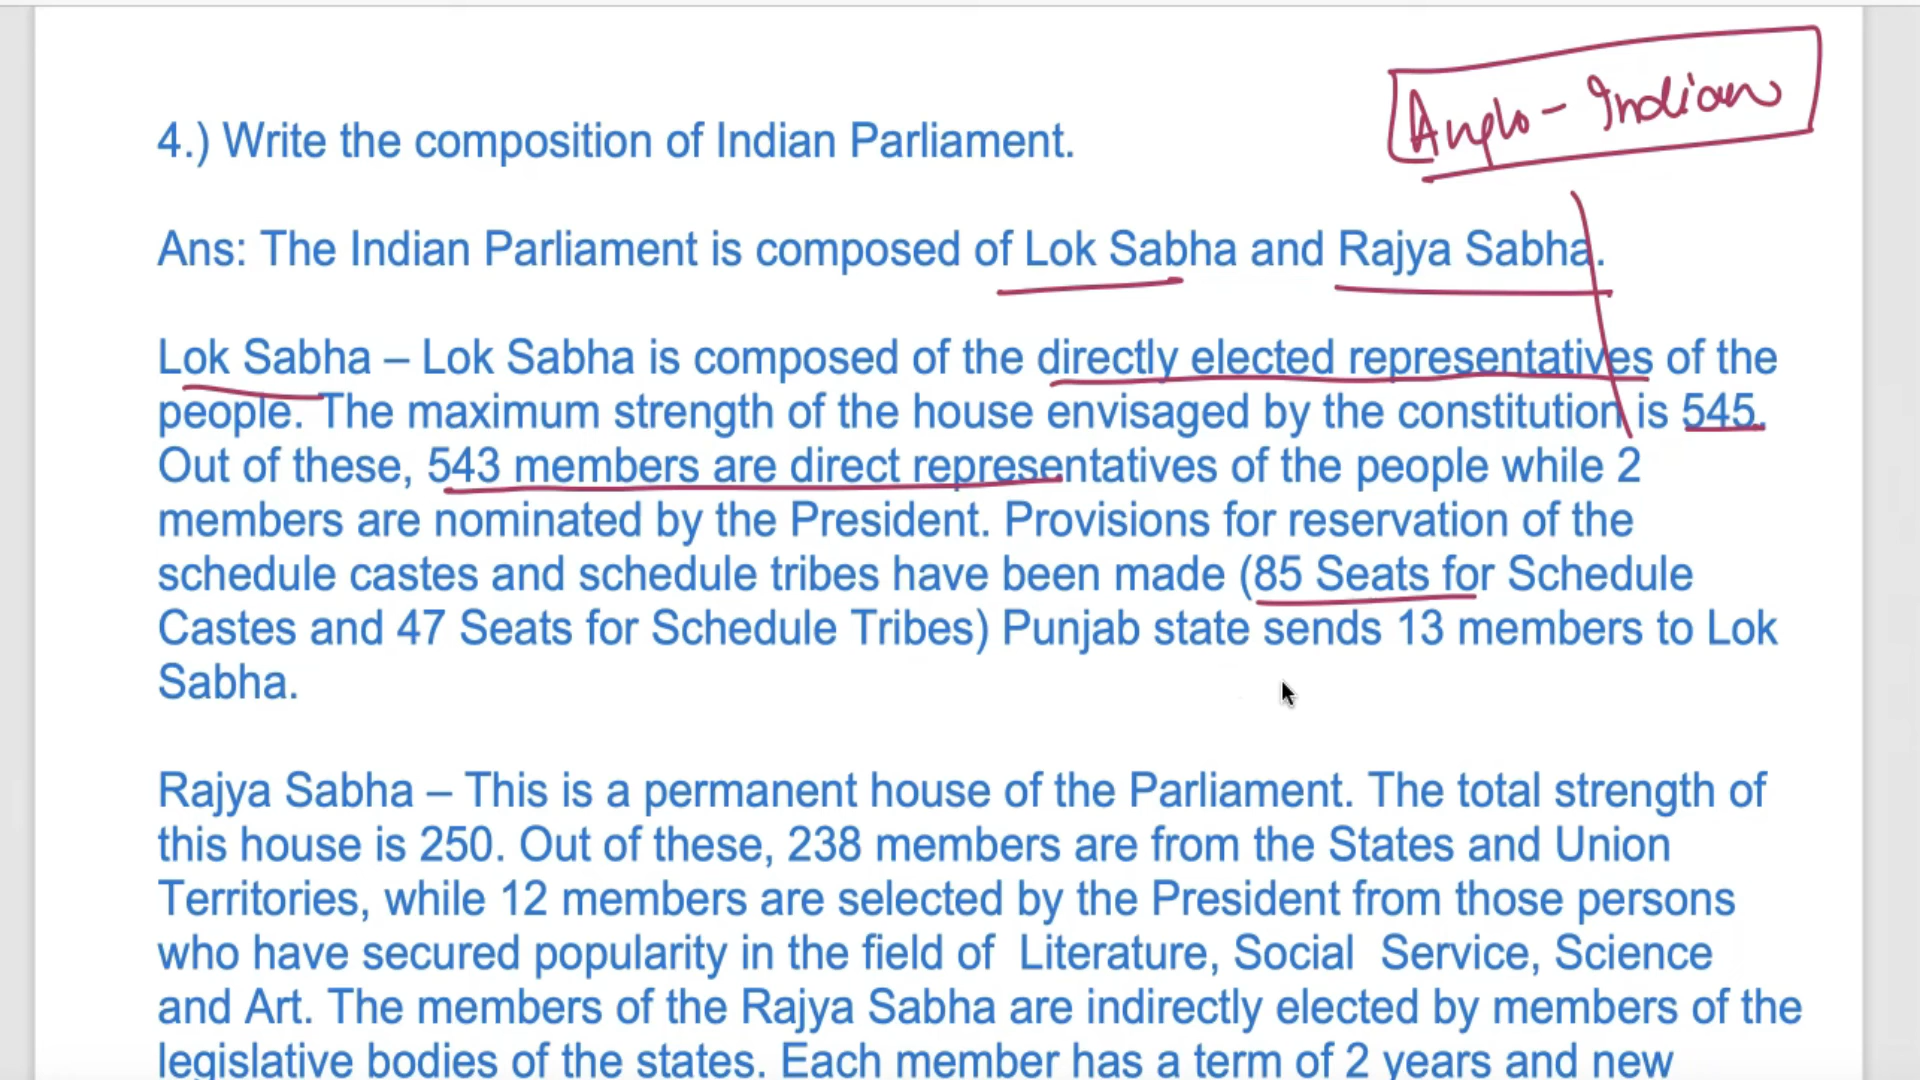 Anglo - Indian
4.) Write the composition of Indian Parliament.
Ans: The Indian Parliament is composed of Lok Sabha and Rajya Sabha.
Lok Sabha – Lok Sabha is composed of the directly elected representatives of the
people. The maximum strength of the house envisaged by the constitution is 545.
Out of these, 543 members are direct representatives of the people while 2
members are nominated by the President. Provisions for reservation of the
schedule castes and schedule tribes have been made (85 Seats for Schedule
Castes and 47 Seats for Schedule Tribes) Punjab state sends 13 members to Lok
Sabha.
Rajya Sabha – This is a permanent house of the Parliament. The total strength of
this house is 250. Out of these, 238 members are from the States and Union
Territories, while 12 members are selected by the President from those persons
who have secured popularity in the field of  Literature, Social  Service, Science
and Art. The members of the Rajya Sabha are indirectly elected by members of the
legislative bodies of the states. Each member has a term of 2 years and new